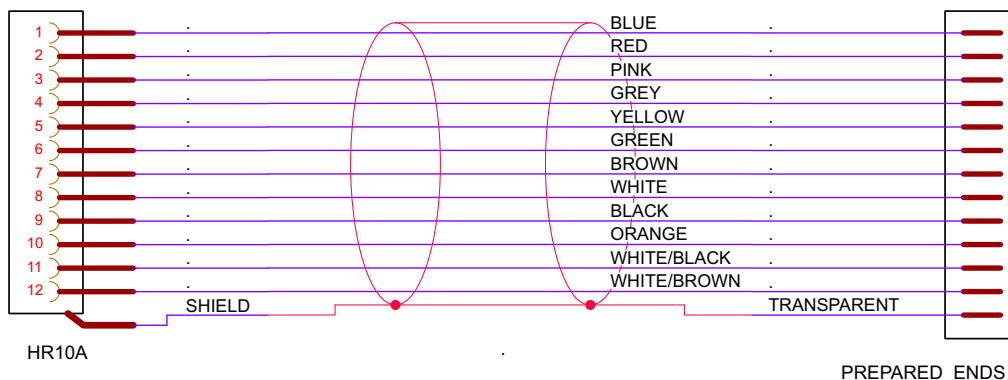 1 BLUE
2 RED
3 PINK
4 GREY
5 YELLOW
6 GREEN
7 BROWN
8 WHITE
9 BLACK
10 ORANGE
11 WHITE/BLACK
12 WHITE/BROWN
SHIELD TRANSPARENT
HR10A
PREPARED ENDS